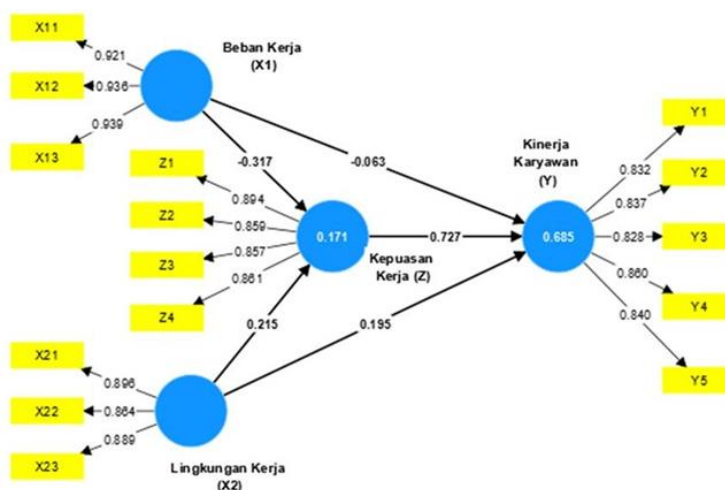 X11
0.921
Beban Kerja
(X1)
X12
0.936
0.939
X13
Z1
-0.317
-0.063
Kinerja
Karyawan
(Y)
Y1
0.832
0.894
Y2
Z2
0.859
0.837
0.171
0.727
0.685
0.828
Y3
Z3
0.857
Kepuasan
Kerja (Z)
0.861
0.860
Z4
0.215
0.195
0.840
Y4
X21
0.896
Y5
X22
0.864
0.889
X23
Lingkungan Kerja
(X2)